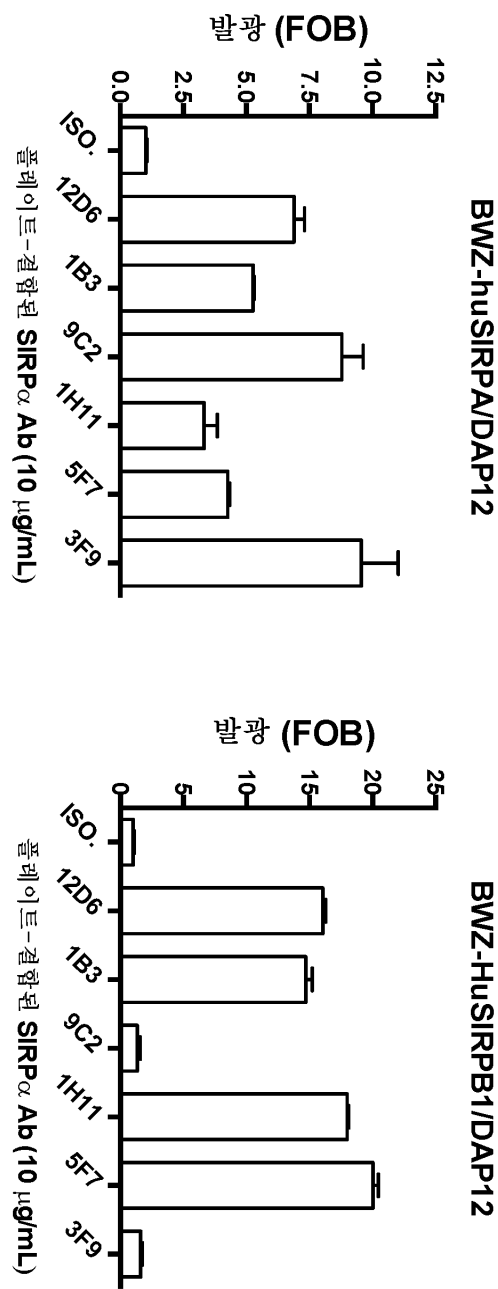 BWZ-huSIRPA/DAP12
발광 (FOB)
12.5
10.0
7.5
5.0
2.5
0.0
ISO.
12D6
1B3
9C2
1H11
5F7
3F9
플레이트-결합된 SIRPα Ab (10 μg/mL)
BWZ-HuSIRPB1/DAP12
발광 (FOB)
25
20
15
10
5
0
ISO.
12D6
1B3
9C2
1H11
5F7
3F9
플레이트-결합된 SIRPα Ab (10 μg/mL)